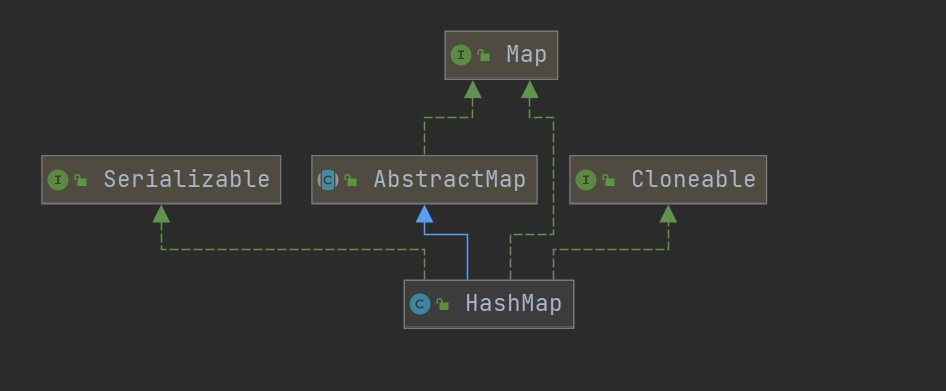 I Map
I Serializable
C AbstractMap
I Cloneable
C HashMap